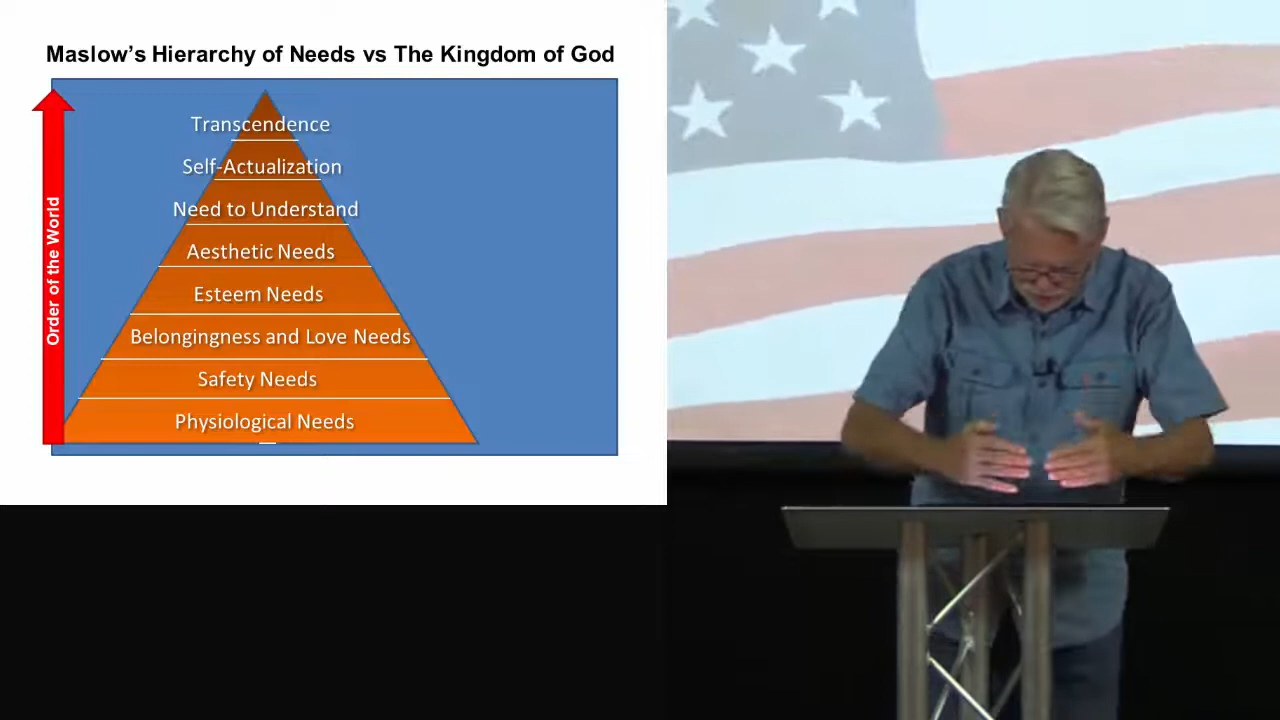 Maslow's Hierarchy of Needs vs The Kingdom of God
Order of the World
Transcendence
Self-Actualization
Need to Understand
Aesthetic Needs
Esteem Needs
Belongingness and Love Needs
Safety Needs
Physiological Needs